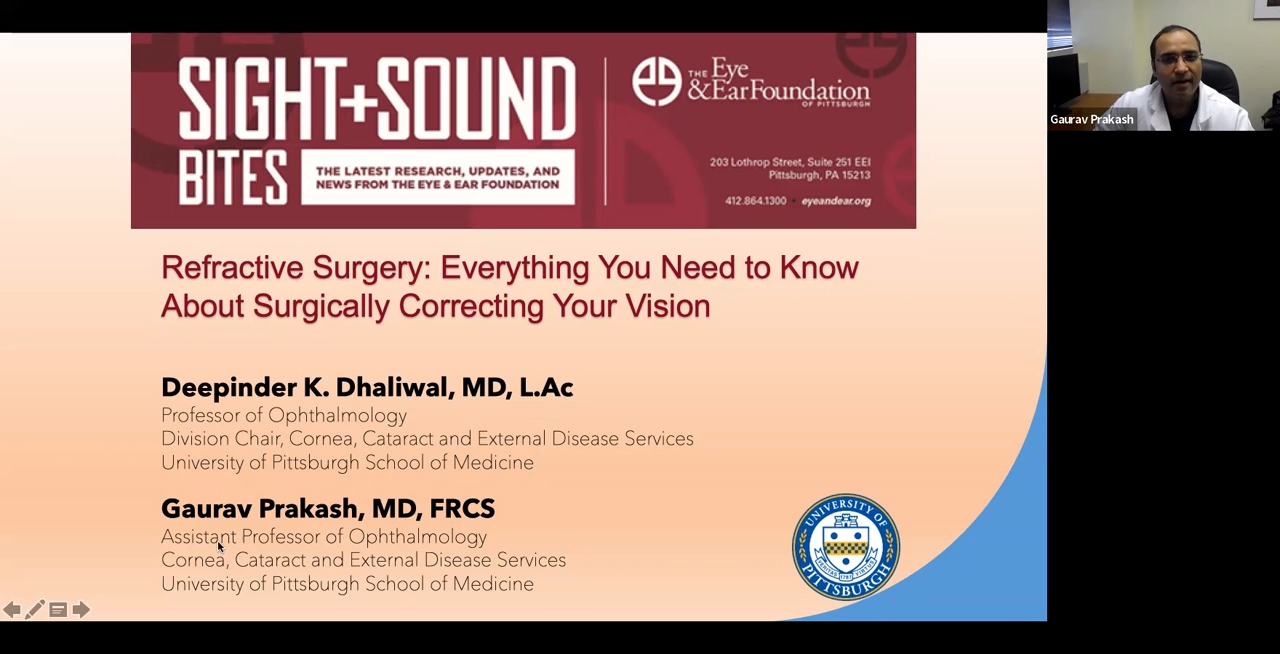 SIGHT+SOUND
BITES
THE LATEST RESEARCH, UPDATES, AND
NEWS FROM THE EYE & EAR FOUNDATION
THE Eye
& Ear Foundation
OF PITTSBURGH
203 Lothrop Street, Suite 251 EEI
Pittsburgh, PA 15213
412.864.1300 • eyeandear.org
Gaurav Prakash
Refractive Surgery: Everything You Need to Know
About Surgically Correcting Your Vision
Deepinder K. Dhaliwal, MD, L.Ac
Professor of Ophthalmology
Division Chair, Cornea, Cataract and External Disease Services
University of Pittsburgh School of Medicine
Gaurav Prakash, MD, FRCS
Assistant Professor of Ophthalmology
Cornea, Cataract and External Disease Services
University of Pittsburgh School of Medicine
UNIVERSITY OF
PITTSBURGH